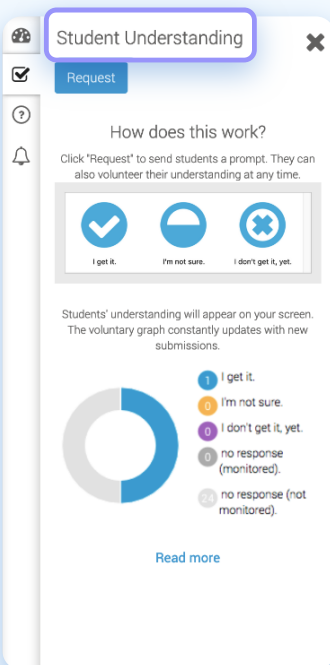 Student Understanding
Request
How does this work?
Click "Request" to send students a prompt. They can
also volunteer their understanding at any time.
I get it.
I'm not sure.
I don't get it, yet.
Students' understanding will appear on your screen.
The voluntary graph constantly updates with new
submissions.
1 I get it.
0 I'm not sure.
0 I don't get it, yet.
0 no response
(monitored).
24 no response (not
monitored).
Read more